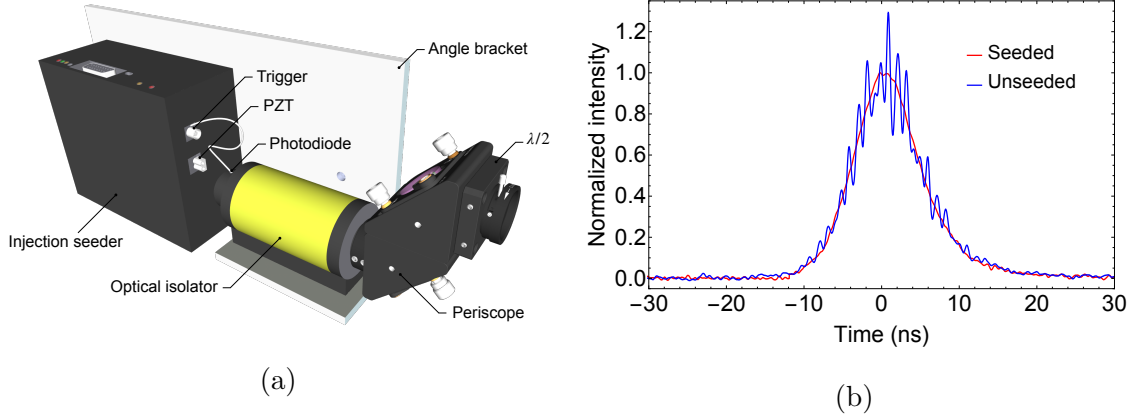 Angle bracket
Trigger
PZT
Photodiode
λ/2
Injection seeder
Optical isolator
Periscope
(a)
Normalized intensity
1.2
1.0
0.8
0.6
0.4
0.2
0.0
−30 −20 −10 0 10 20 30
Time (ns)
Seeded
Unseeded
(b)